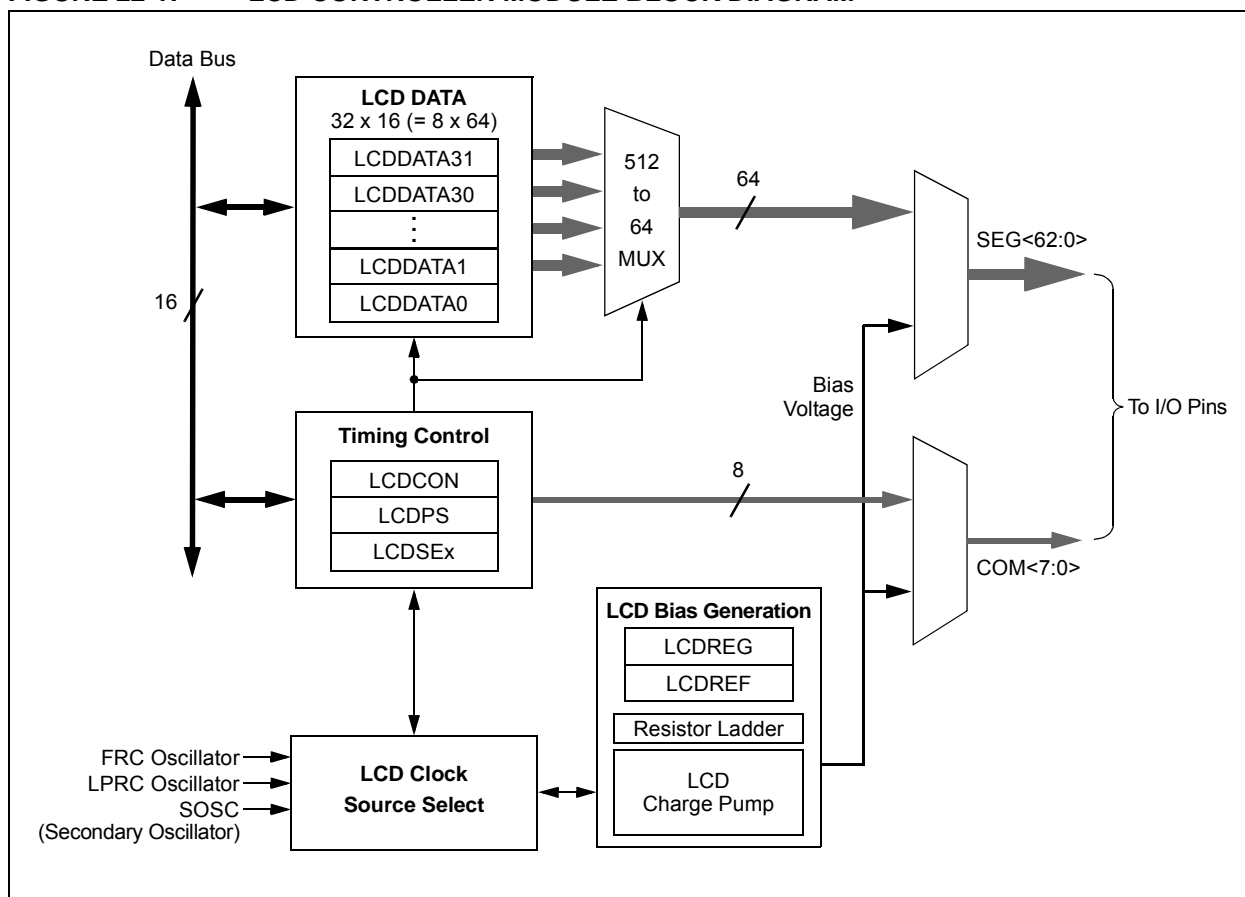 Data Bus
LCD DATA
32 x 16 (= 8 x 64)
LCDDATA31
LCDDATA30
LCDDATA1
LCDDATA0
512
to
64
MUX
64
SEG<62:0>
16
Bias
Voltage
To I/O Pins
Timing Control
LCDCON
LCDPS
LCDSEx
8
COM<7:0>
LCD Bias Generation
LCDREG
LCDREF
Resistor Ladder
LCD
Charge Pump
FRC Oscillator
LPRC Oscillator
SOSC
(Secondary Oscillator)
LCD Clock
Source Select